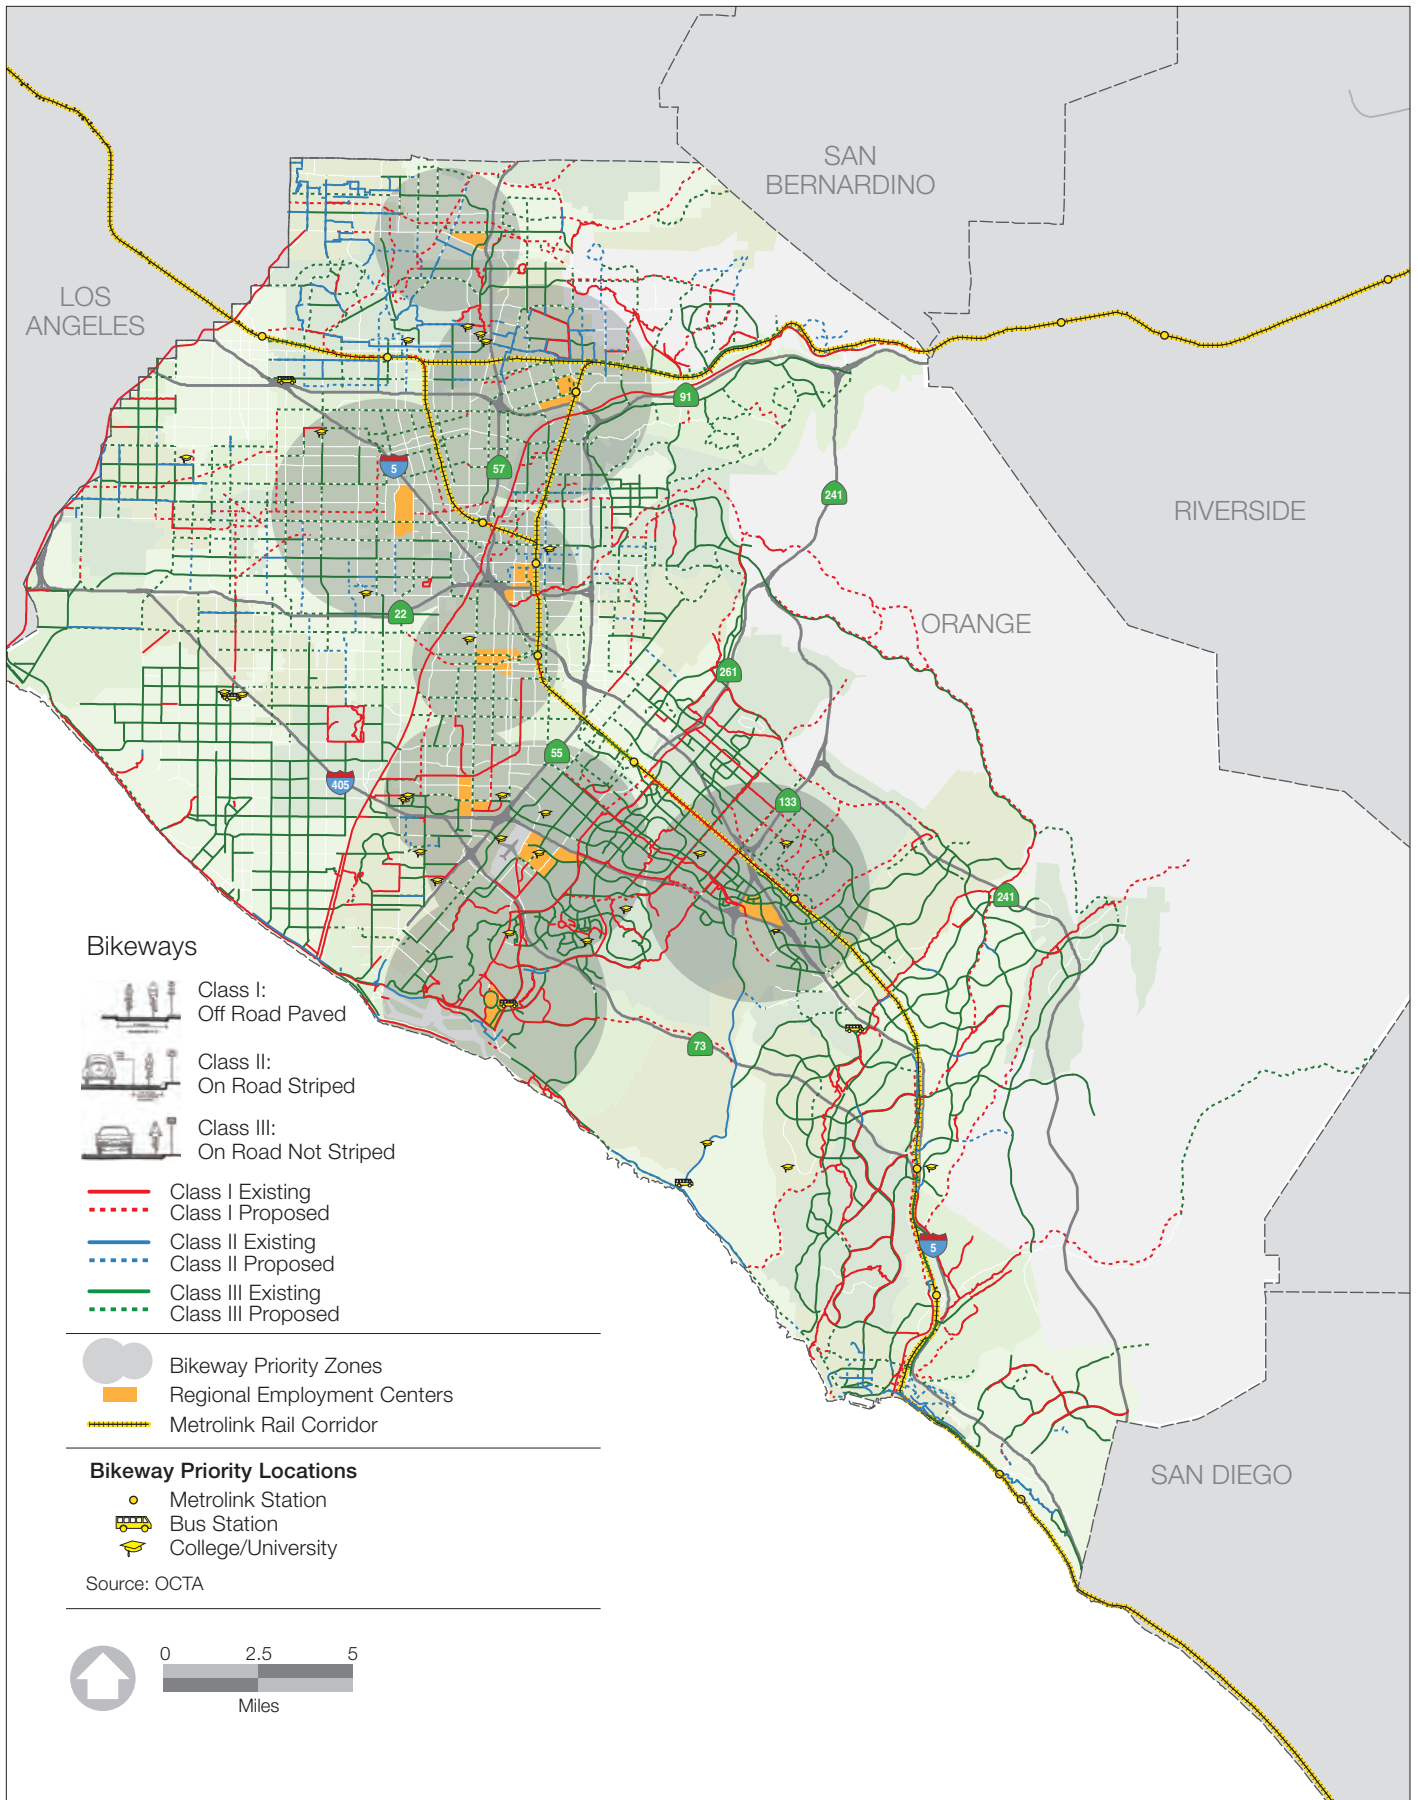 SAN
BERNARDINO
LOS
ANGELES
91
5
57
241
RIVERSIDE
22
ORANGE
261
55
405
133
241
73
5
SAN DIEGO
Bikeways
Class I:
Off Road Paved
Class II:
On Road Striped
Class III:
On Road Not Striped
Class I Existing
Class I Proposed
Class II Existing
Class II Proposed
Class III Existing
Class III Proposed
Bikeway Priority Zones
Regional Employment Centers
Metrolink Rail Corridor
Bikeway Priority Locations
Metrolink Station
Bus Station
College/University
Source: OCTA
0 2.5 5
Miles